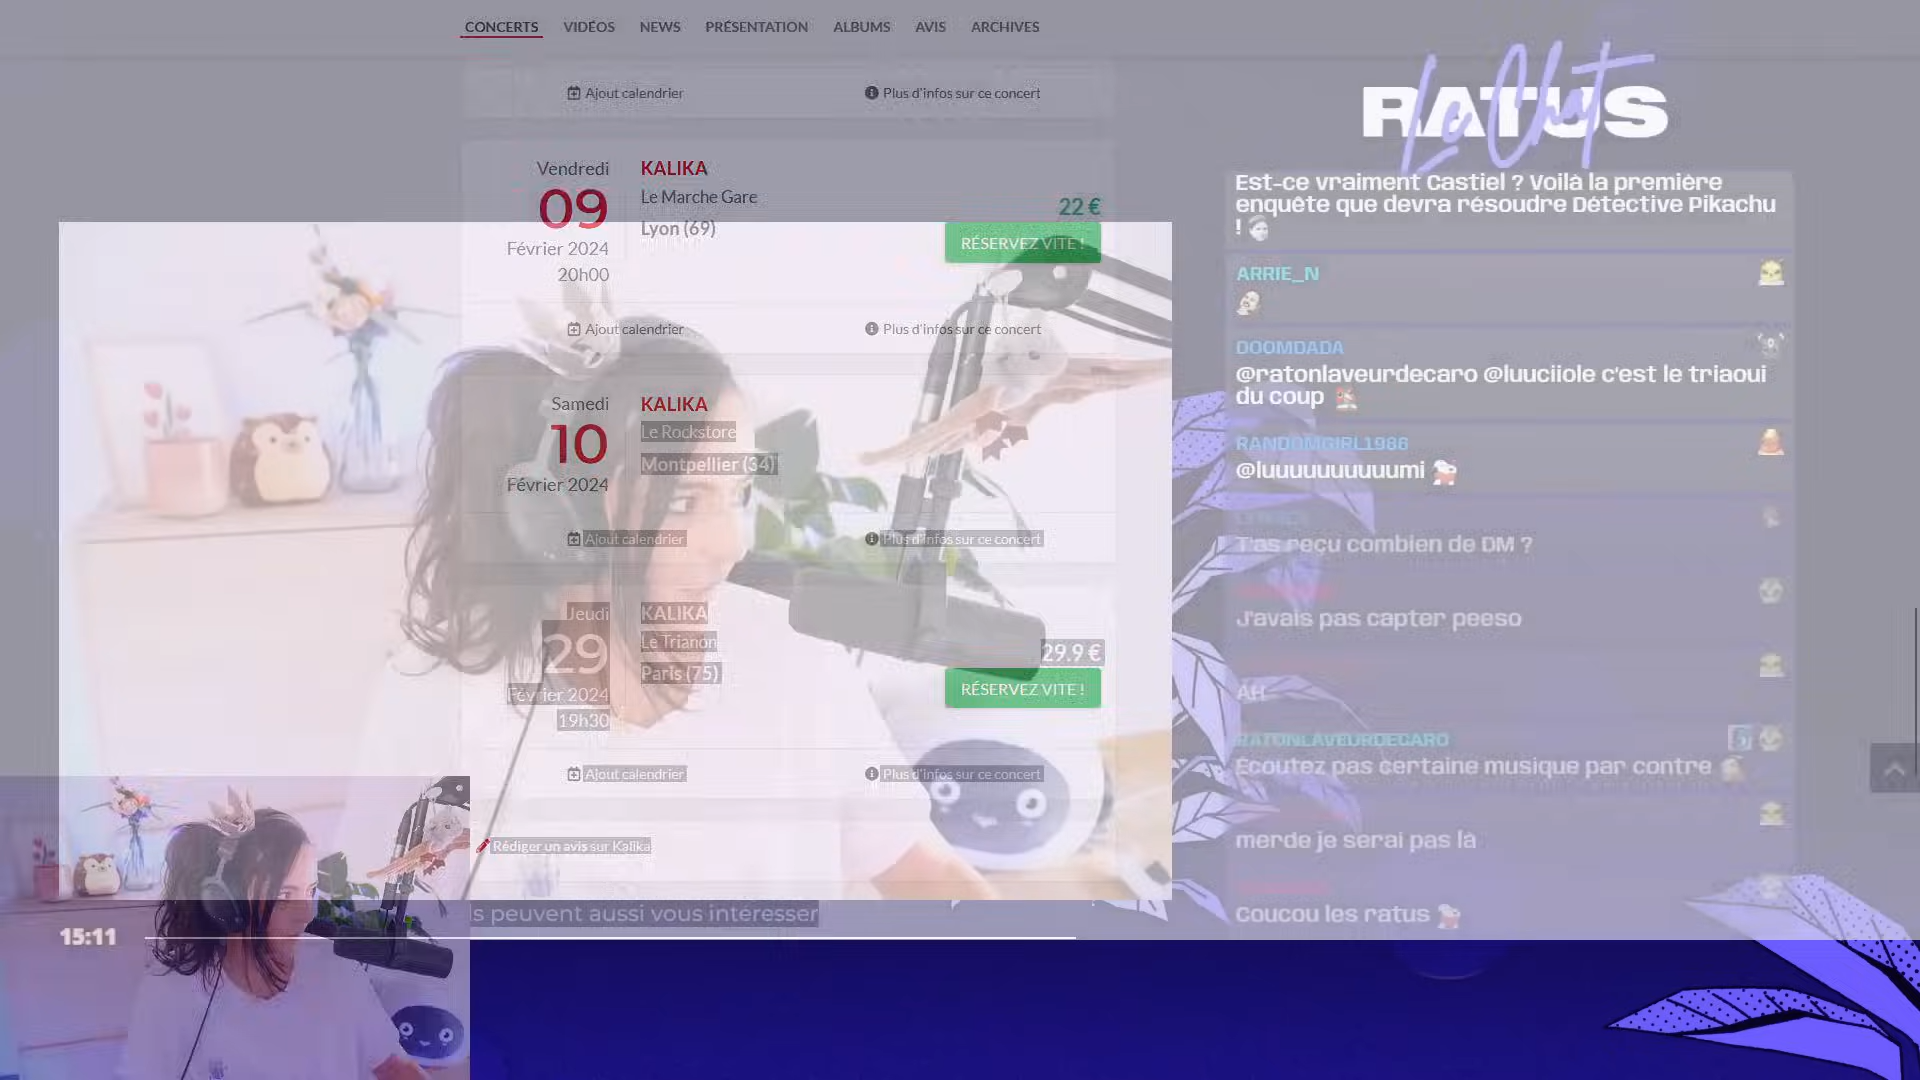 CONCERTS VIDÉOS NEWS PRÉSENTATION ALBUMS AVIS ARCHIVES
Ajout calendrier Plus d'infos sur ce concert
Vendredi
09
Février 2024
20h00
KALIKA
Le Marche Gare
Lyon (69)
22 €
RÉSERVEZ VITE !
Ajout calendrier Plus d'infos sur ce concert
Samedi
10
Février 2024
KALIKA
Le Rockstore
Montpellier (34)
Ajout calendrier Plus d'infos sur ce concert
Jeudi
29
Février 2024
19h30
KALIKA
Le Trianon
Paris (75)
29.9 €
RÉSERVEZ VITE !
Ajout calendrier Plus d'infos sur ce concert
Rédiger un avis sur Kalika
s peuvent aussi vous intéresser
15:11
RATUS
Le Chat
Est-ce vraiment Castiel ? Voilà la première
enquête que devra résoudre Détective Pikachu
!
ARRIE_N
DOOMDADA
@ratonlaveurdecaro @luuciiole c'est le triaoui
du coup
RANDOMGIRL1986
@luuuuuuuuuumi
T'as reçu combien de DM ?
J'avais pas capter peeso
AH
RATONLAVEURDECARO
Écoutez pas certaine musique par contre
merde je serai pas là
Coucou les ratus